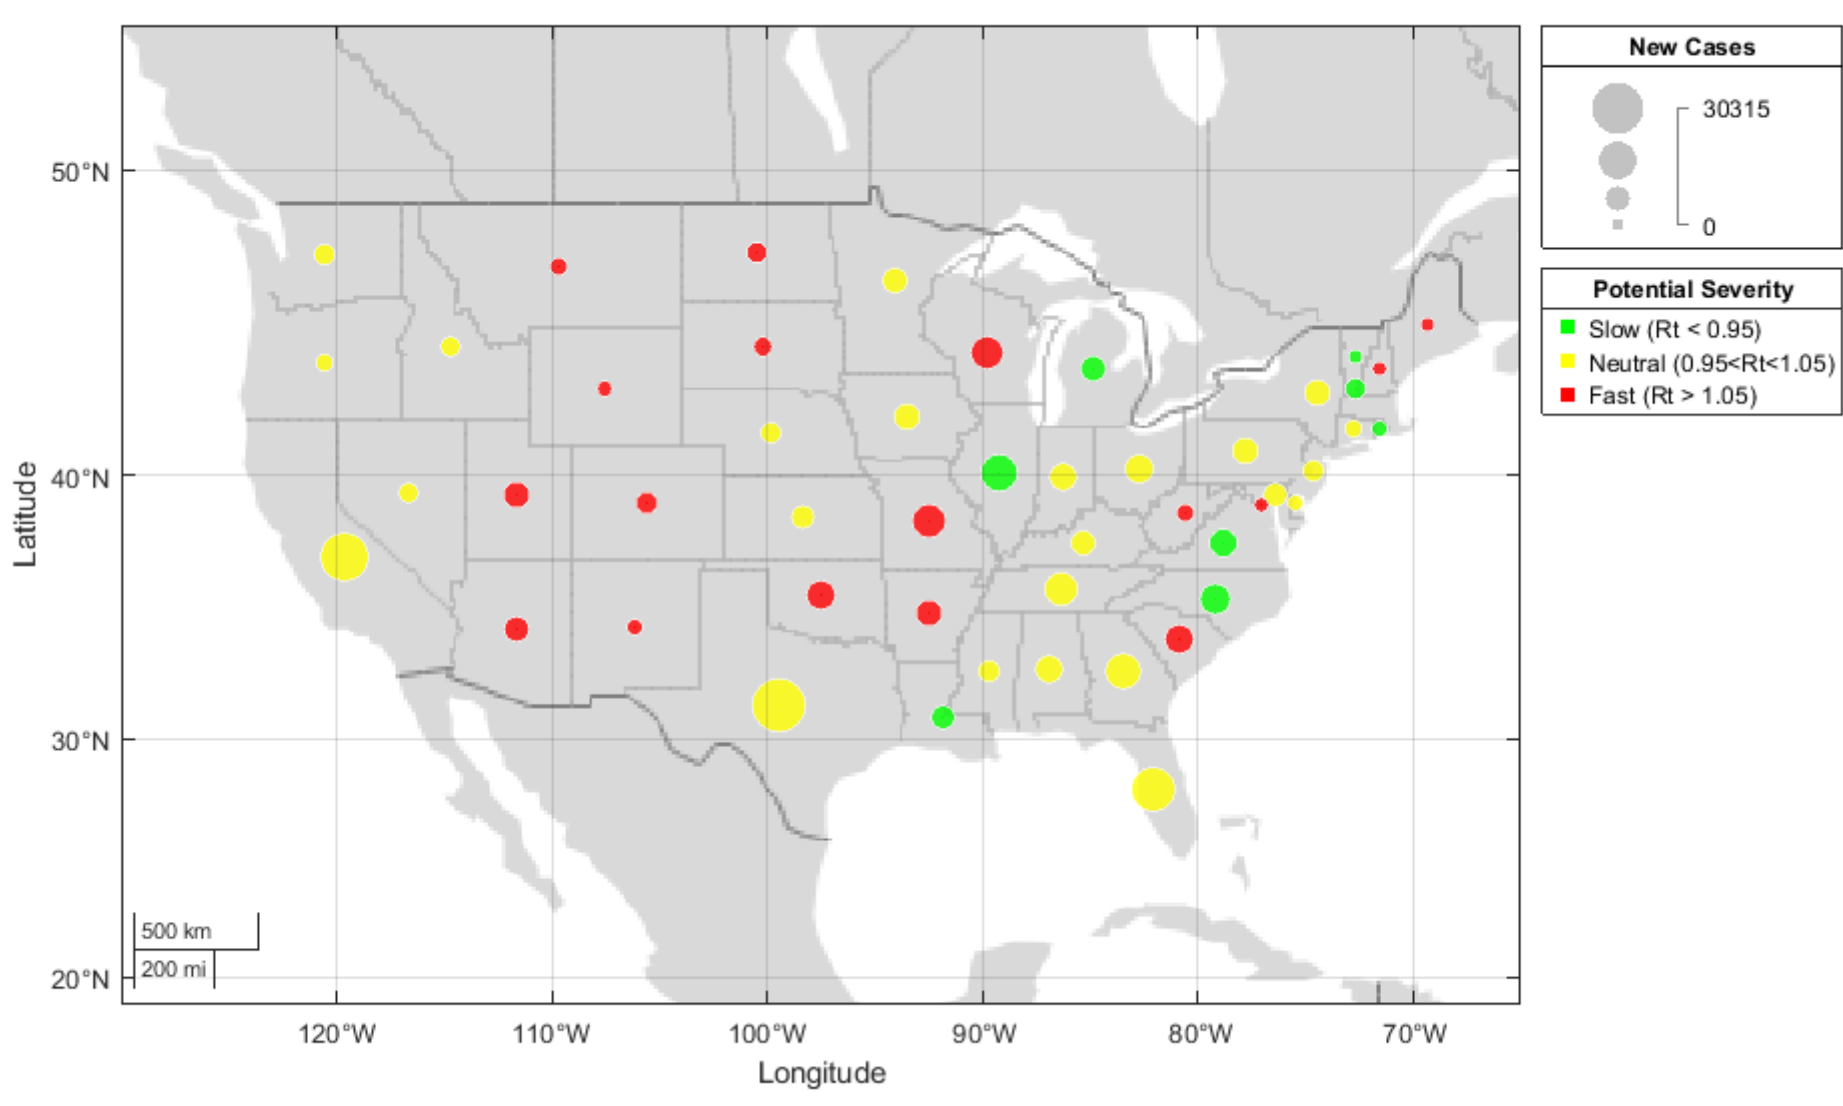 50°N
40°N
30°N
20°N
Latitude
500 km
200 mi
120°W 110°W 100°W 90°W 80°W 70°W
Longitude
New Cases
30315
0
Potential Severity
Slow (Rt < 0.95)
Neutral (0.95<Rt<1.05)
Fast (Rt > 1.05)